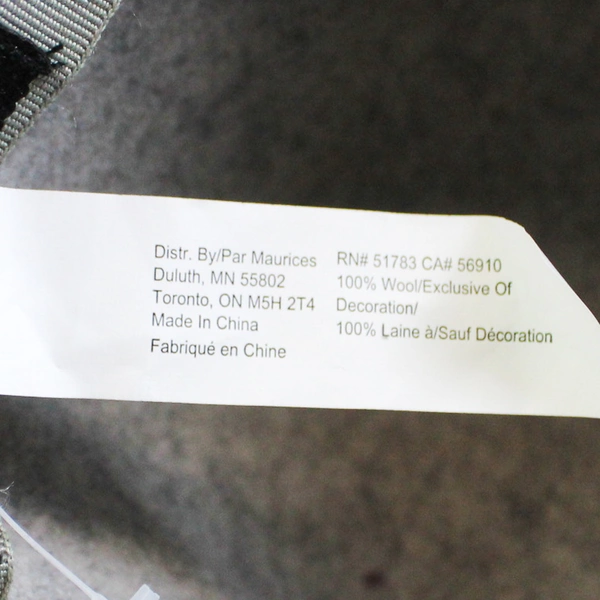 Distr. By/Par Maurices
Duluth, MN 55802
Toronto, ON M5H 2T4
Made In China
Fabriqué en Chine
RN# 51783 CA# 56910
100% Wool/Exclusive Of
Decoration/
100% Laine à/Sauf Décoration